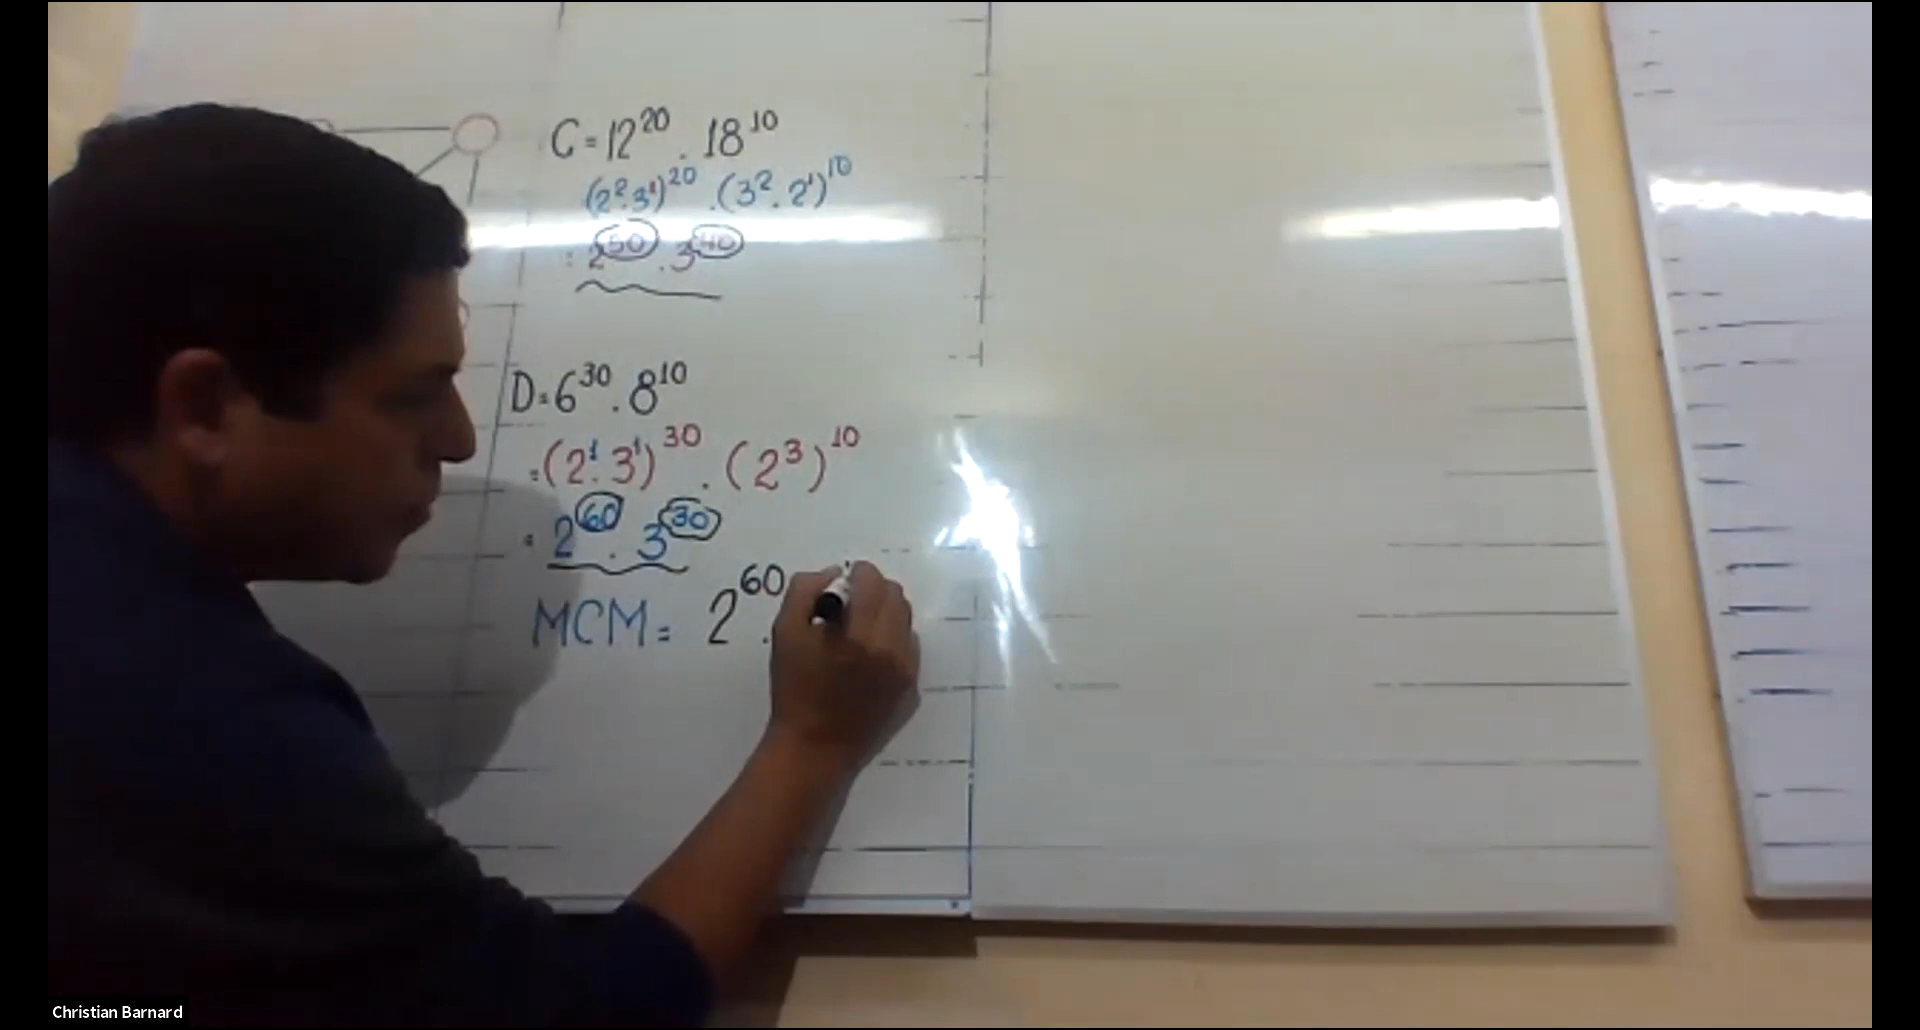 C=12²⁰.18¹⁰
(2².3¹)²⁰.(3².2¹)¹⁰
:2⁵⁰.3⁴⁰
D=6³⁰.8¹⁰
=(2¹.3¹)³⁰.(2³)¹⁰
=2⁶⁰.3³⁰
MCM=2⁶⁰.
Christian Barnard